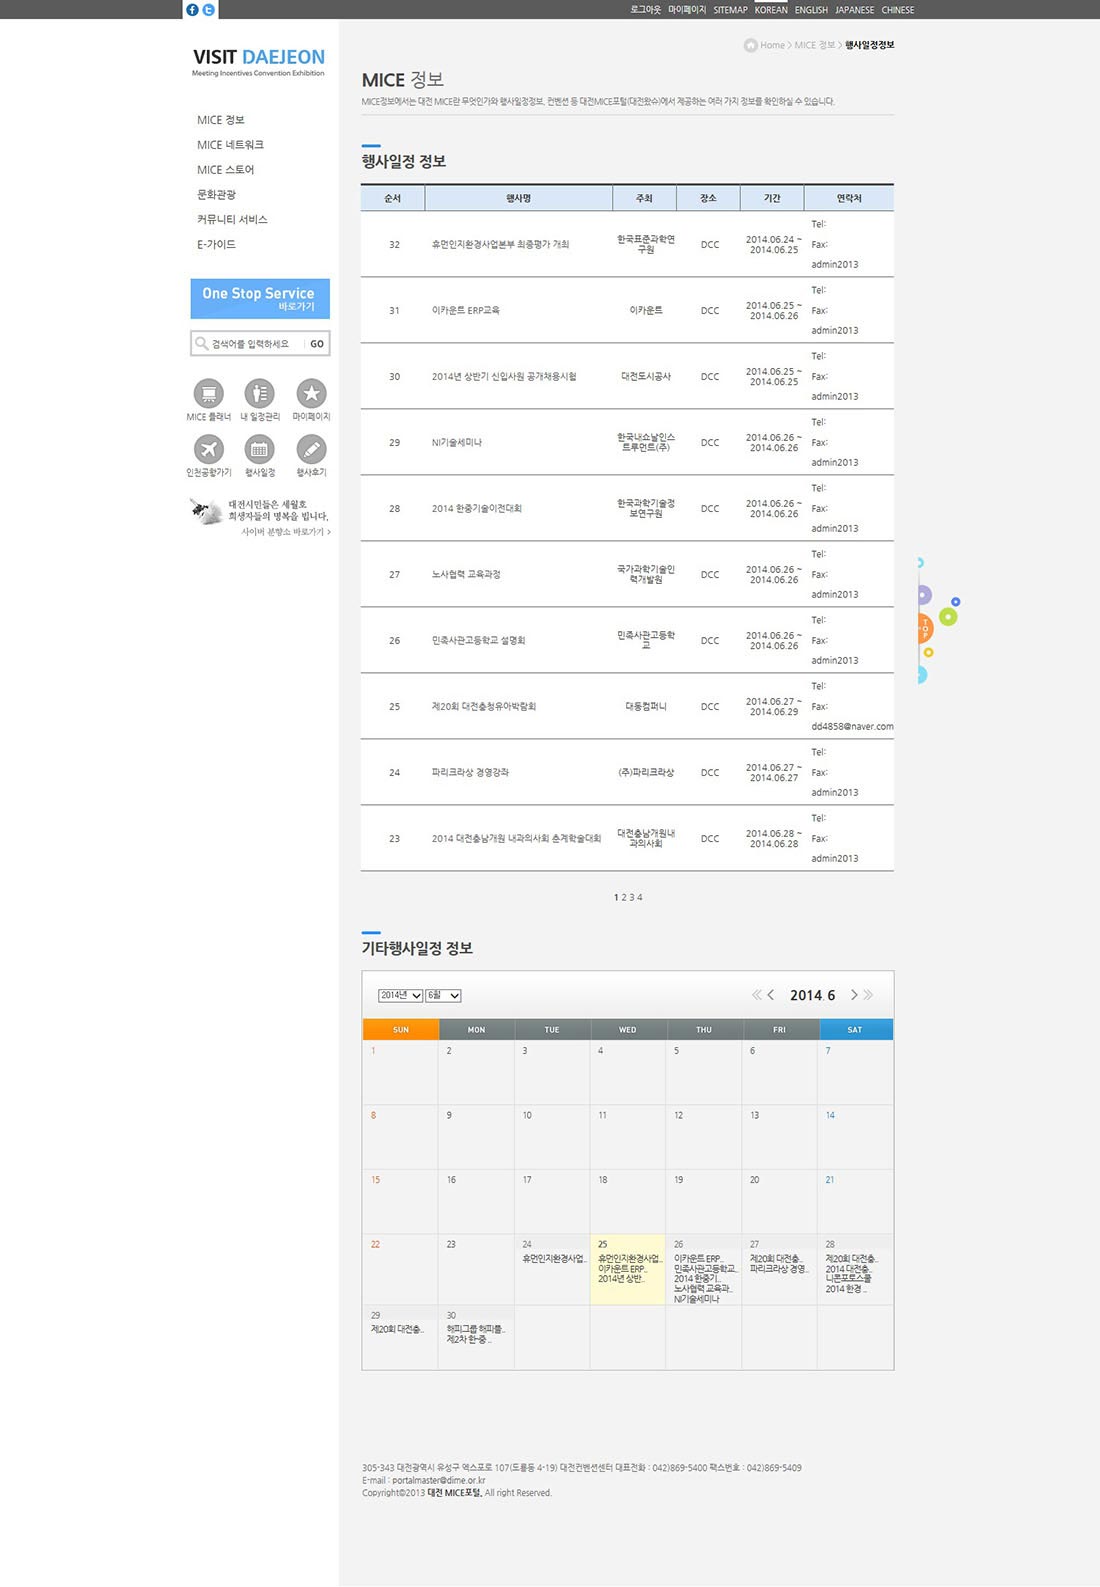 로그아웃 마이페이지 SITEMAP KOREAN ENGLISH JAPANESE CHINESE
VISIT DAEJEON
Meeting Incentives Convention Exhibition
MICE 정보
MICE 네트워크
MICE 스토어
문화관광
커뮤니티 서비스
E-가이드
One Stop Service
바로가기
검색어를 입력하세요 GO
MICE 플래너 내 일정관리 마이페이지
인천공항가기 행사일정 행사후기
대전시민들은 세월호
희생자들의 명복을 빕니다.
사이버 분향소 바로가기 >
Home > MICE 정보 > 행사일정정보
MICE 정보
MICE정보에서는 대전 MICE란 무엇인가와 행사일정정보, 컨벤션 등 대전MICE포털(대전왔슈)에서 제공하는 여러 가지 정보를 확인하실 수 있습니다.
행사일정 정보
순서 행사명 주최 장소 기간 연락처
32 휴먼인지환경사업본부 최종평가 개최 한국표준과학연구원 DCC 2014.06.24 ~ 2014.06.25 Tel: Fax: admin2013
31 이카운트 ERP교육 이카운트 DCC 2014.06.25 ~ 2014.06.26 Tel: Fax: admin2013
30 2014년 상반기 신입사원 공개채용시험 대전도시공사 DCC 2014.06.25 ~ 2014.06.25 Tel: Fax: admin2013
29 NI기술세미나 한국내쇼날인스트루먼트(주) DCC 2014.06.26 ~ 2014.06.26 Tel: Fax: admin2013
28 2014 한중기술이전대회 한국과학기술정보연구원 DCC 2014.06.26 ~ 2014.06.26 Tel: Fax: admin2013
27 노사협력 교육과정 국가과학기술인력개발원 DCC 2014.06.26 ~ 2014.06.26 Tel: Fax: admin2013
26 민족사관고등학교 설명회 민족사관고등학교 DCC 2014.06.26 ~ 2014.06.26 Tel: Fax: admin2013
25 제20회 대전충청유아박람회 대동컴퍼니 DCC 2014.06.27 ~ 2014.06.29 Tel: Fax: dd4858@naver.com
24 파리크라상 경영강좌 (주)파리크라상 DCC 2014.06.27 ~ 2014.06.27 Tel: Fax: admin2013
23 2014 대전충남개원 내과의사회 춘계학술대회 대전충남개원내과의사회 DCC 2014.06.28 ~ 2014.06.28 Tel: Fax: admin2013
1 2 3 4
TOP
기타행사일정 정보
2014년 6월 2014. 6
SUN MON TUE WED THU FRI SAT
1 2 3 4 5 6 7
8 9 10 11 12 13 14
15 16 17 18 19 20 21
22 23 24 25 26 27 28
휴먼인지환경사업.. 휴먼인지환경사업.. 이카운트 ERP.. 제20회 대전충.. 제20회 대전충..
이카운트 ERP.. 민족사관고등학교.. 파리크라상 경영.. 2014 대전충..
2014년 상반.. 2014 한중기.. 니콘포토스쿨
노사협력 교육과.. 2014 한경 ..
NI기술세미나
29 30
제20회 대전충.. 해피그룹 해피플..
제2차 한-중 ..
305-343 대전광역시 유성구 엑스포로 107(도룡동 4-19) 대전컨벤션센터 대표전화 : 042)869-5400 팩스번호 : 042)869-5409
E-mail : portalmaster@dime.or.kr
Copyright©2013 대전 MICE포털. All right Reserved.